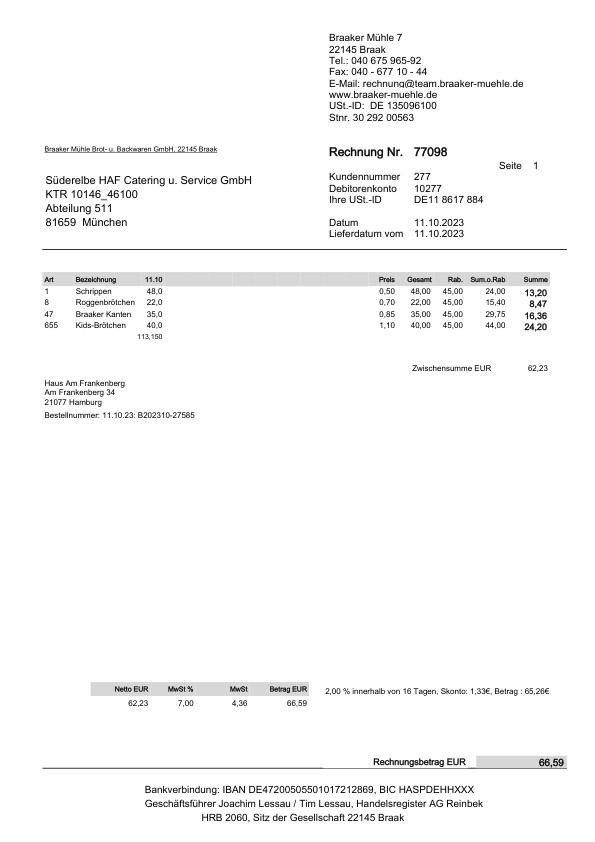 Braaker Mühle 7
22145 Braak
Tel.: 040 675 965-92
Fax: 040 - 677 10 - 44
E-Mail: rechnung@team.braaker-muehle.de
www.braaker-muehle.de
USt.-ID: DE 135096100
Stnr. 30 292 00563
Braaker Mühle Brot- u. Backwaren GmbH, 22145 Braak
Rechnung Nr. 77098
Seite 1
Süderelbe HAF Catering u. Service GmbH
KTR 10146_46100
Abteilung 511
81659 München
Kundennummer 277
Debitorenkonto 10277
Ihre USt.-ID DE11 8617 884
Datum 11.10.2023
Lieferdatum vom 11.10.2023
Art Bezeichnung 11.10 Preis Gesamt Rab. Sum.o.Rab Summe
1 Schrippen 48,0 0,50 48,00 45,00 24,00 13,20
8 Roggenbrötchen 22,0 0,70 22,00 45,00 15,40 8,47
47 Braaker Kanten 35,0 0,85 35,00 45,00 29,75 16,36
655 Kids-Brötchen 40,0 1,10 40,00 45,00 44,00 24,20
113,150
Zwischensumme EUR 62,23
Haus Am Frankenberg
Am Frankenberg 34
21077 Hamburg
Bestellnummer: 11.10.23: B202310-27585
Netto EUR MwSt % MwSt Betrag EUR
62,23 7,00 4,36 66,59
2,00 % innerhalb von 16 Tagen, Skonto: 1,33€, Betrag : 65,26€
Rechnungsbetrag EUR 66,59
Bankverbindung: IBAN DE47200505501017212869, BIC HASPDEHHXXX
Geschäftsführer Joachim Lessau / Tim Lessau, Handelsregister AG Reinbek
HRB 2060, Sitz der Gesellschaft 22145 Braak